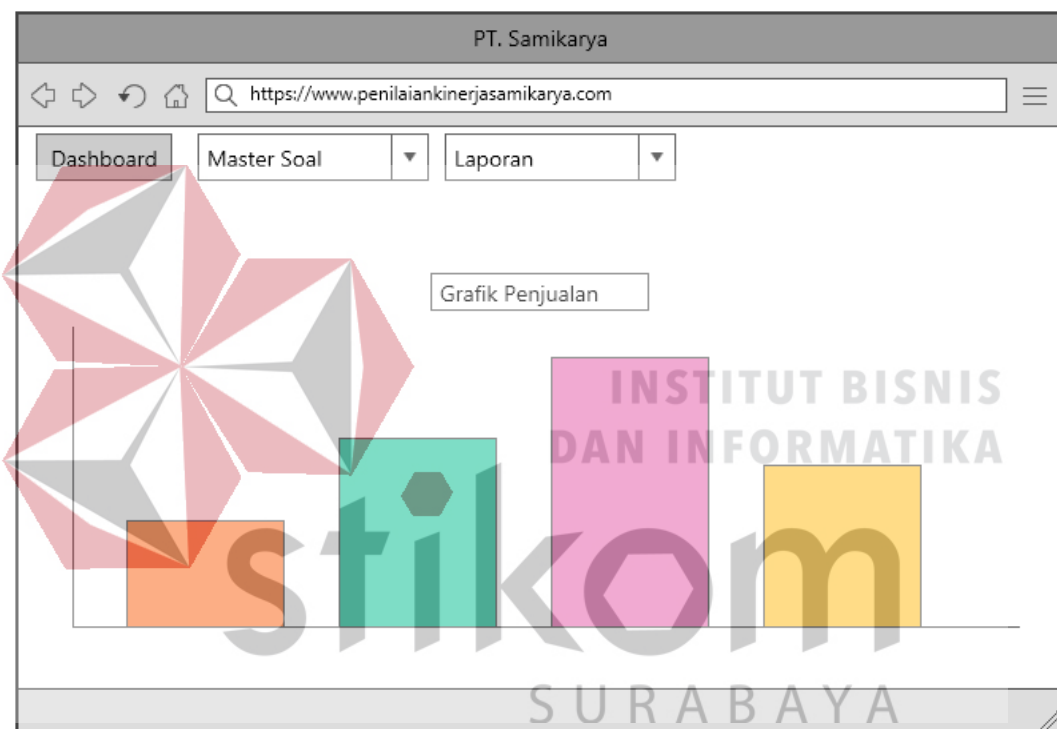 PT. Samikarya
https://www.penilaiankinerjasamikarya.com
Dashboard Master Soal Laporan
Grafik Penjualan
INSTITUT BISNIS
DAN INFORMATIKA
stikom
SURABAYA